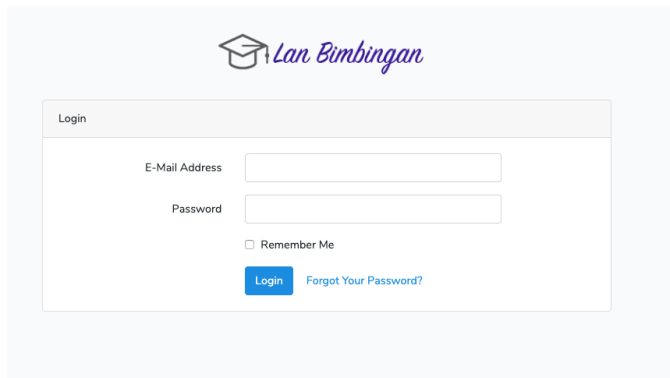 Lan Bimbingan
Login
E-Mail Address
Password
Remember Me
Login Forgot Your Password?